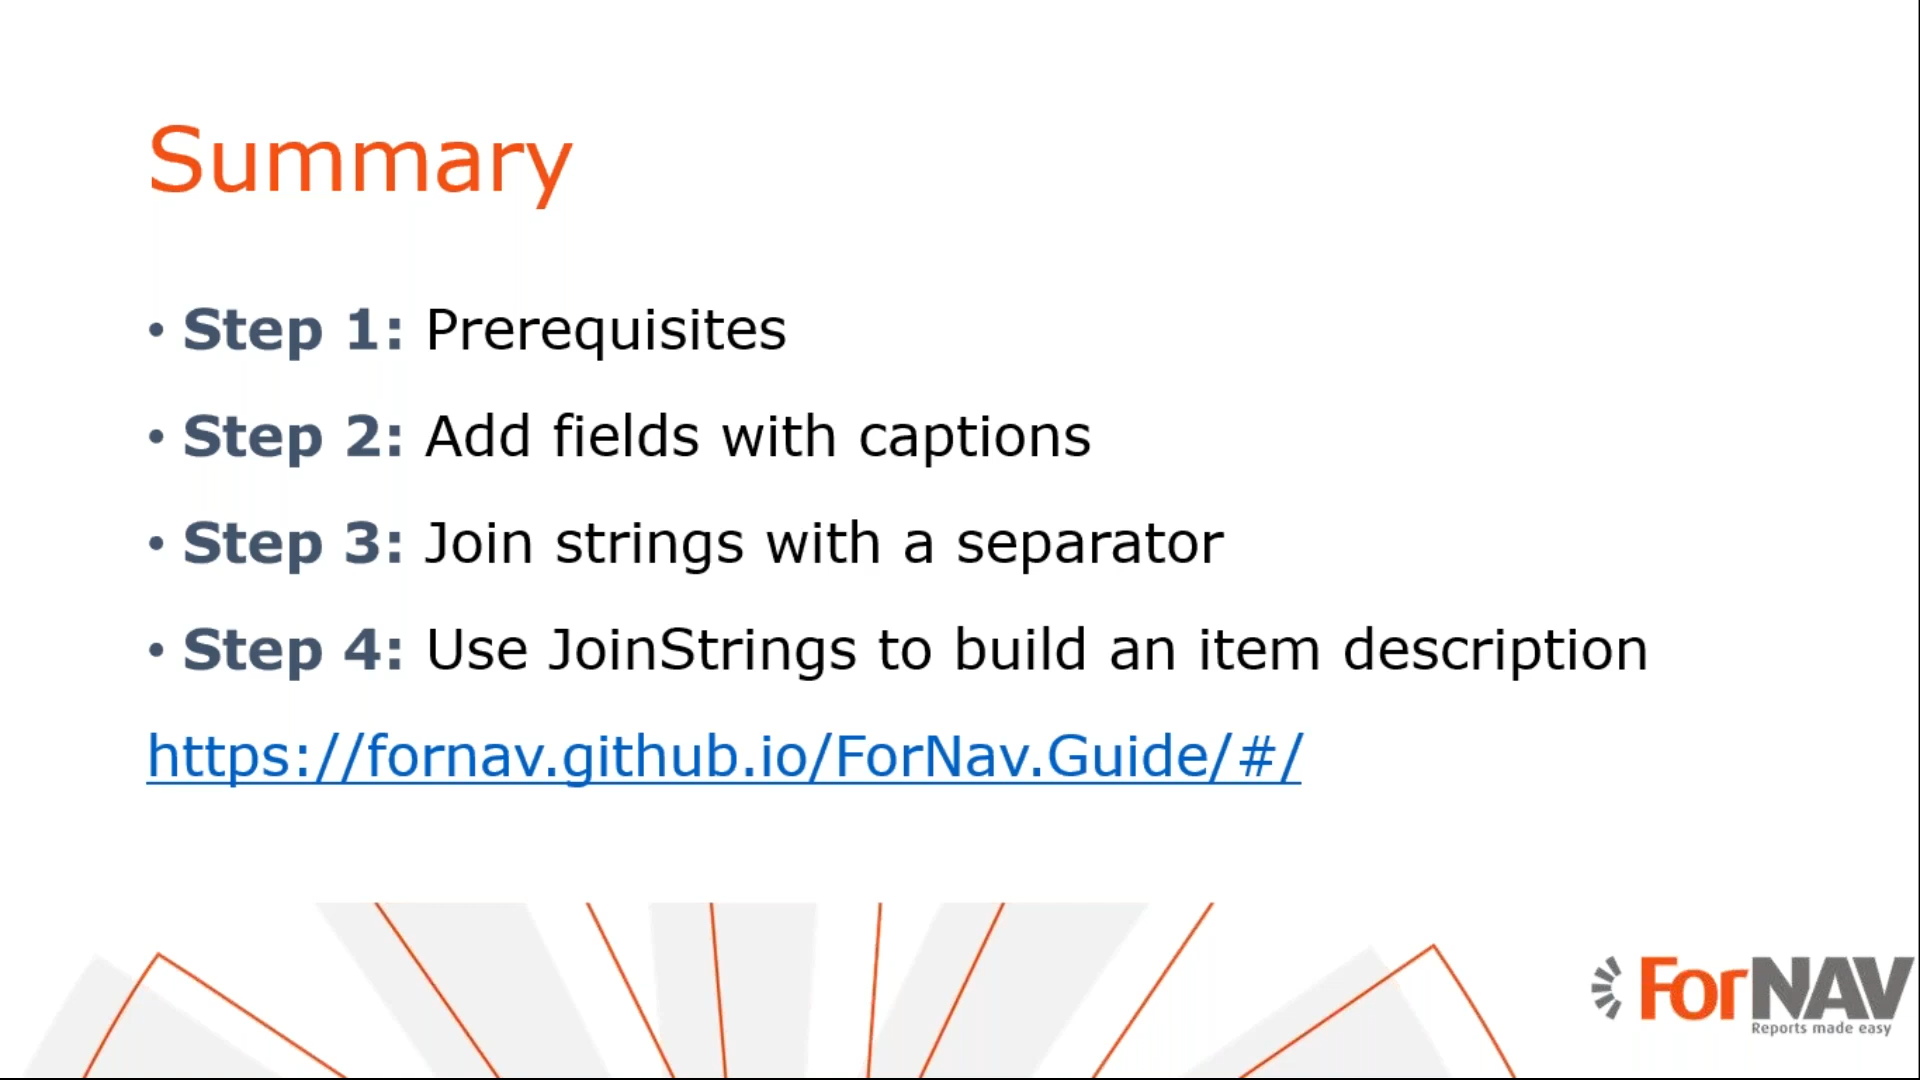 Summary
• Step 1: Prerequisites
• Step 2: Add fields with captions
• Step 3: Join strings with a separator
• Step 4: Use JoinStrings to build an item description
https://fornav.github.io/ForNav.Guide/#/
ForNAV
Reports made easy